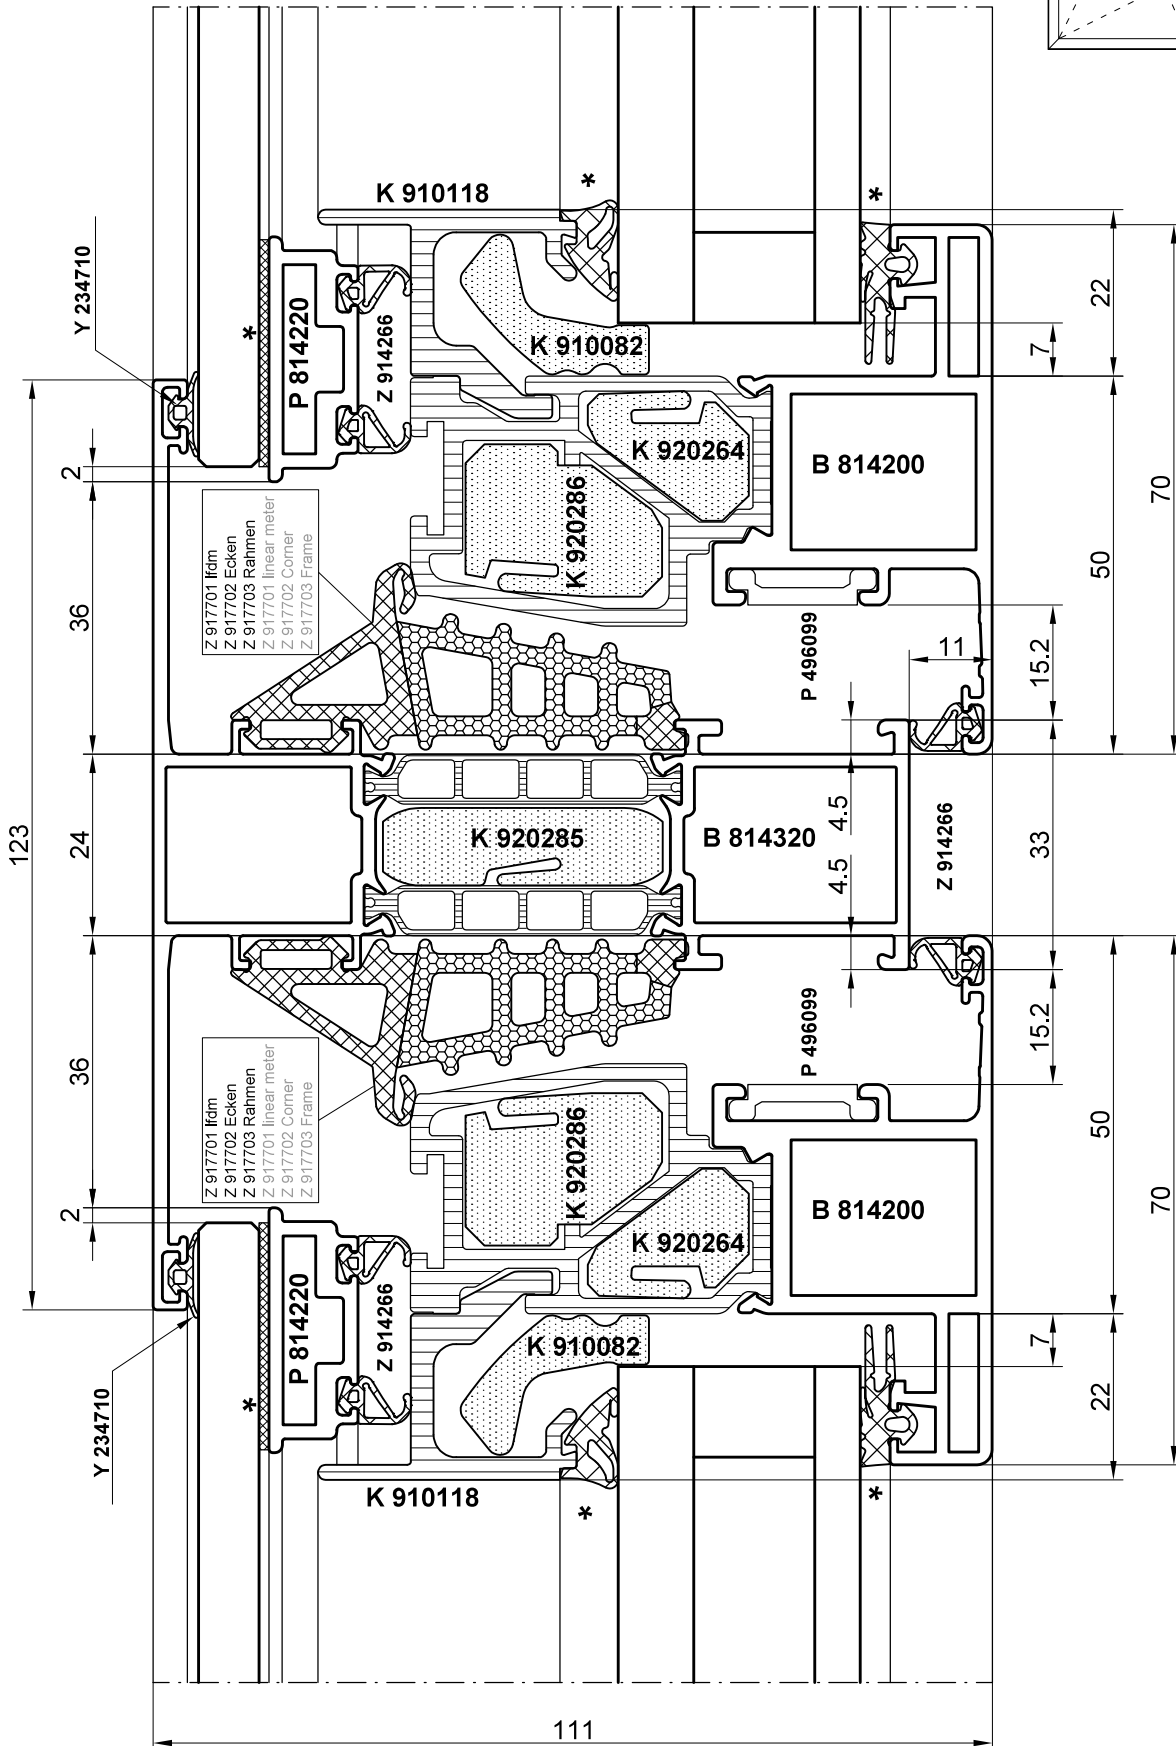 K 910118
*
*
Y 234710
*
P 814220
Z 914266
K 910082
22
7
2
K 920264
K 920286
B 814200
70
50
Z 917701 lfdm
Z 917702 Ecken
Z 917703 Rahmen
Z 917701 linear meter
Z 917702 Corner
Z 917703 Frame
36
P 496099
11
15.2
123
24
K 920285
B 814320
4.5
4.5
Z 914266
33
36
Z 917701 lfdm
Z 917702 Ecken
Z 917703 Rahmen
Z 917701 linear meter
Z 917702 Corner
Z 917703 Frame
P 496099
15.2
K 920286
50
70
2
K 920264
B 814200
P 814220
Z 914266
K 910082
7
22
*
Y 234710
K 910118
*
*
111